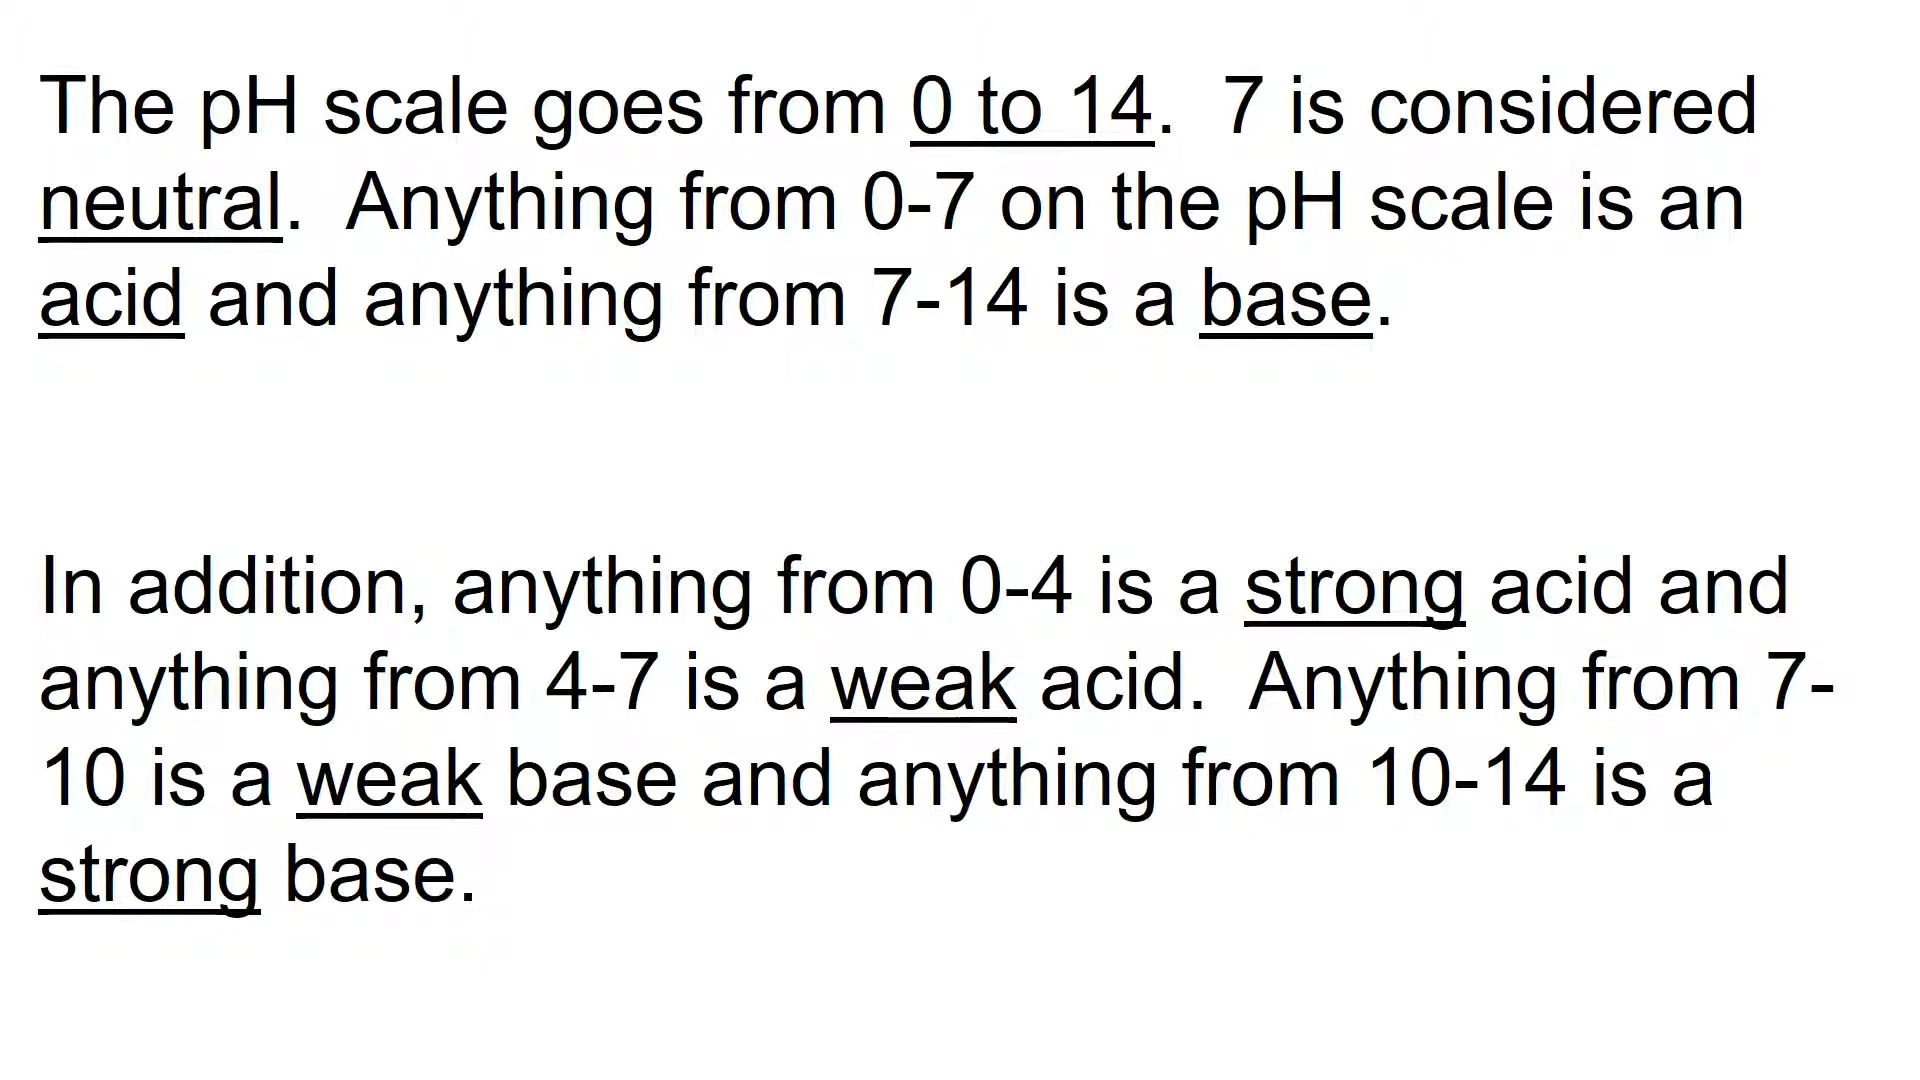 The pH scale goes from 0 to 14.  7 is considered
neutral.  Anything from 0-7 on the pH scale is an
acid and anything from 7-14 is a base.
In addition, anything from 0-4 is a strong acid and
anything from 4-7 is a weak acid.  Anything from 7-
10 is a weak base and anything from 10-14 is a
strong base.